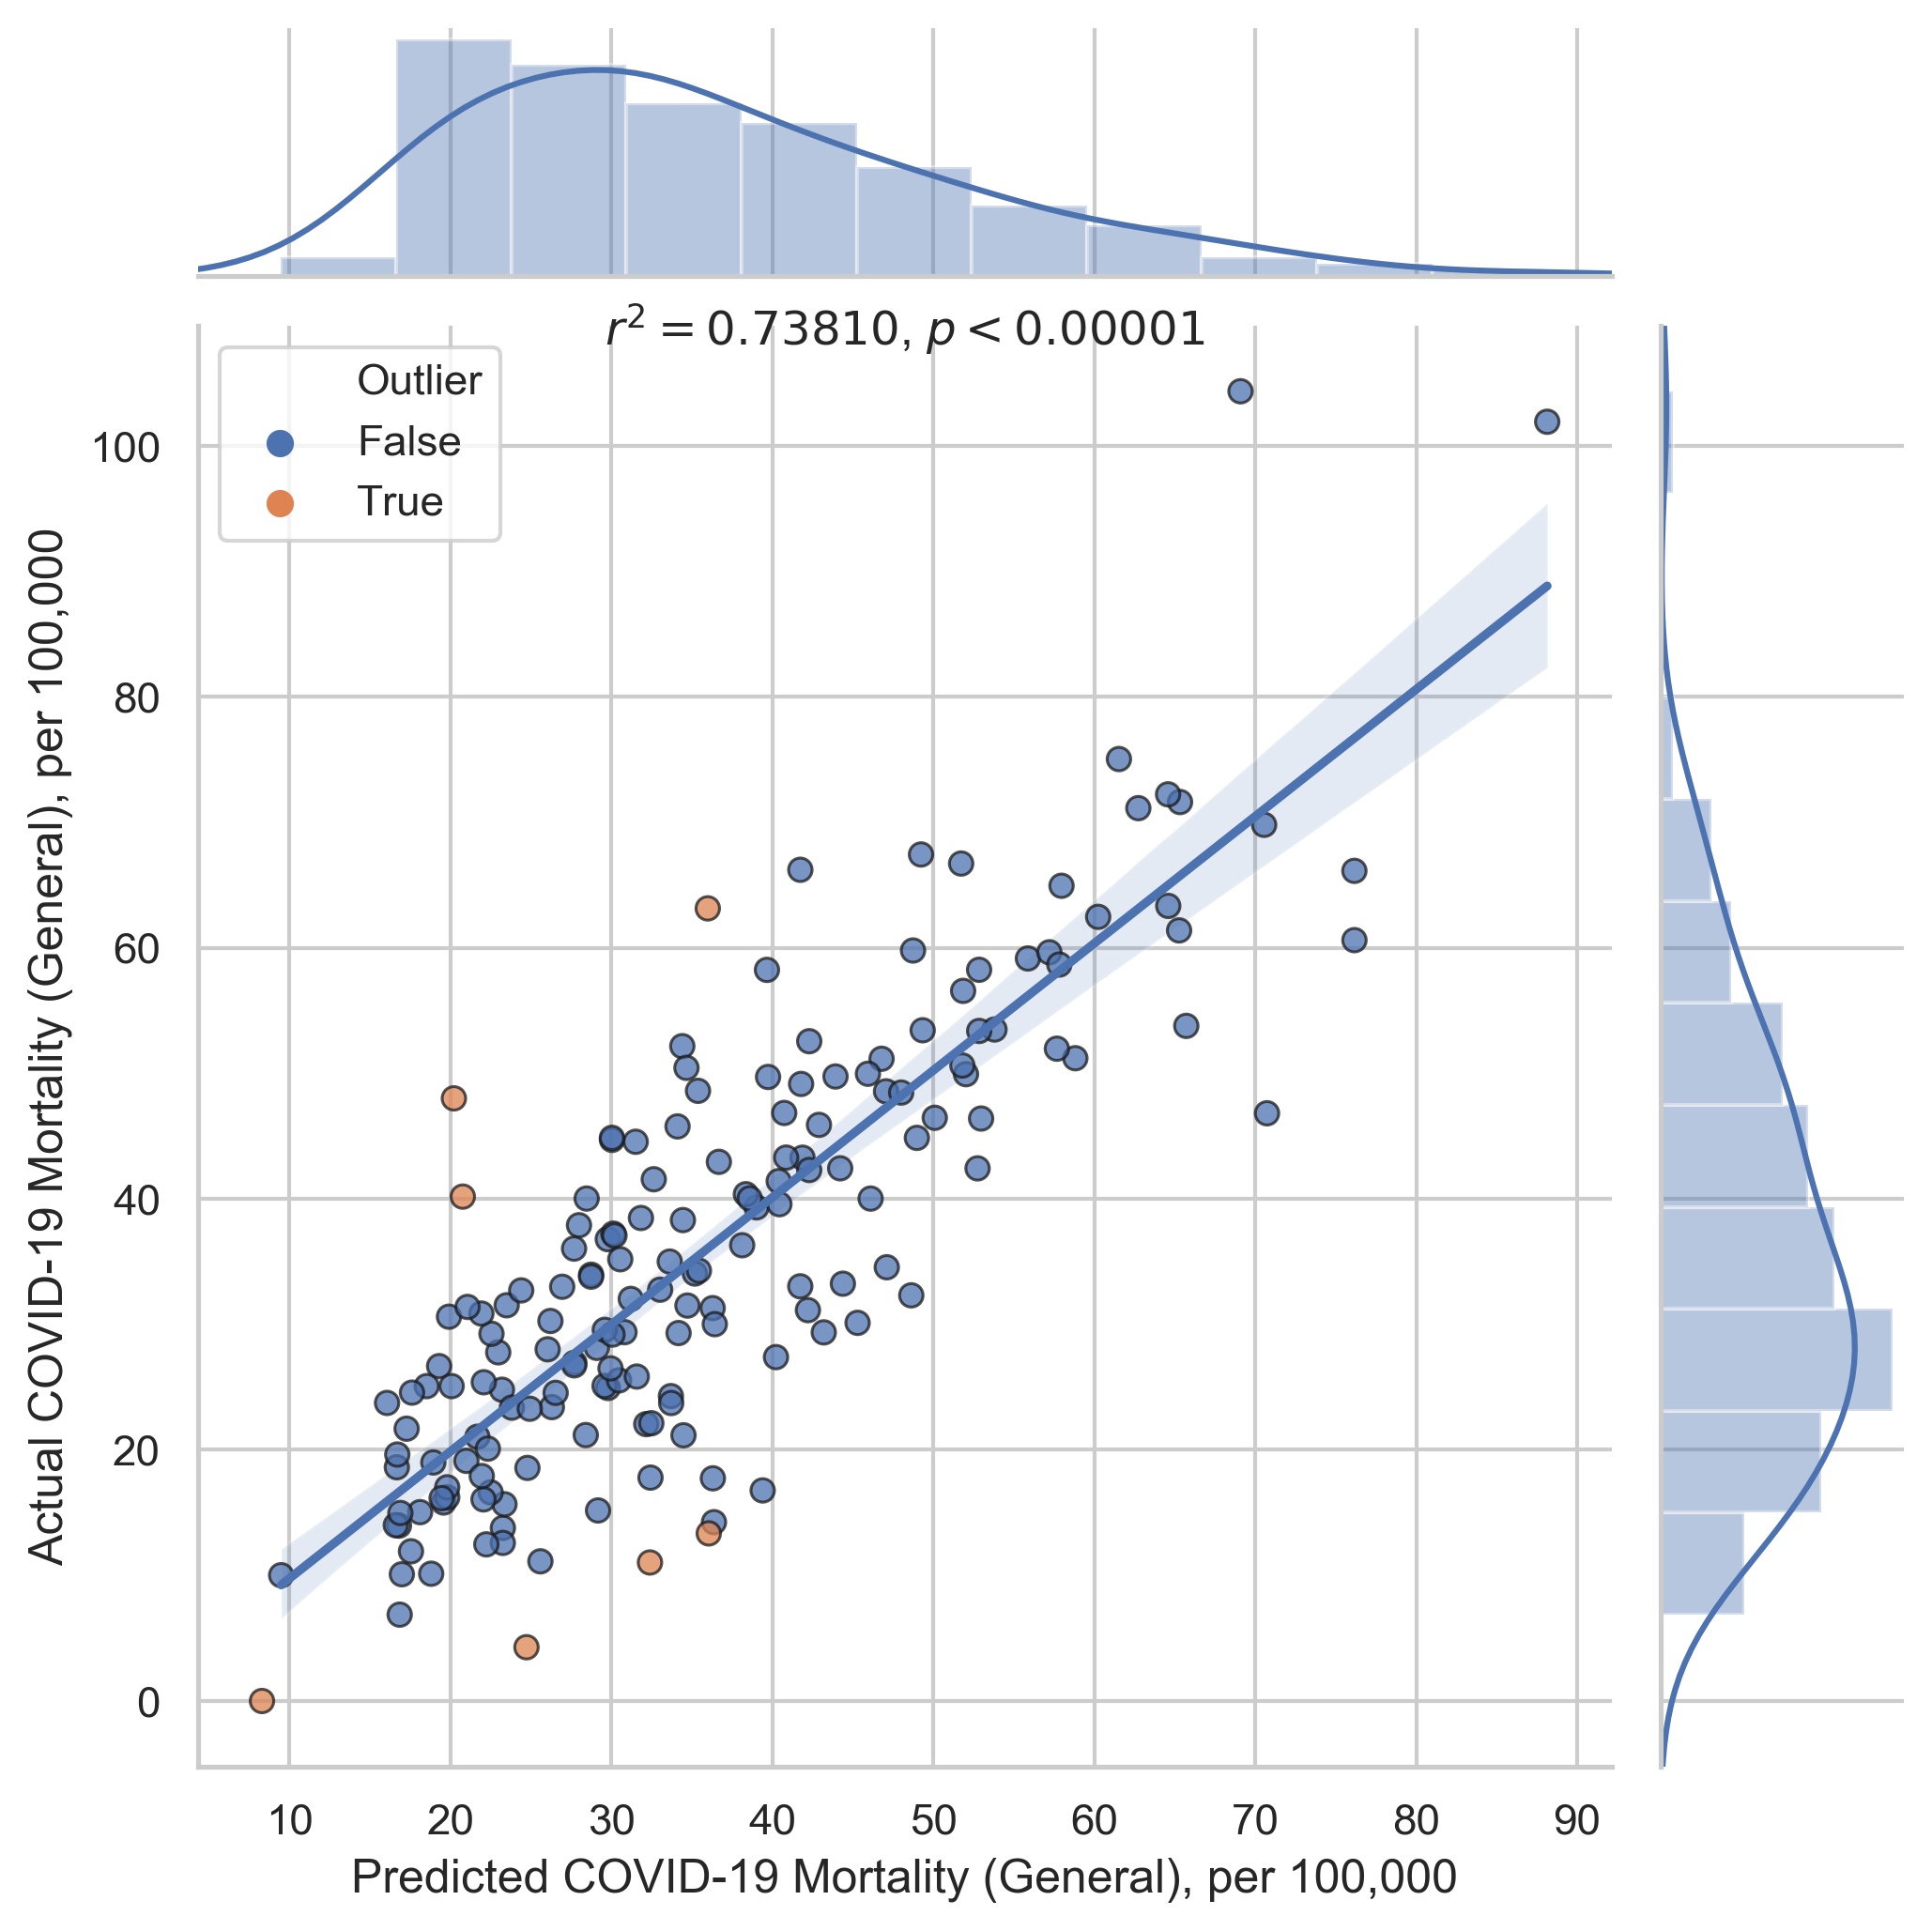 r² = 0.73810, p < 0.00001
Outlier
False
True
Actual COVID-19 Mortality (General), per 100,000
100
80
60
40
20
0
10 20 30 40 50 60 70 80 90
Predicted COVID-19 Mortality (General), per 100,000